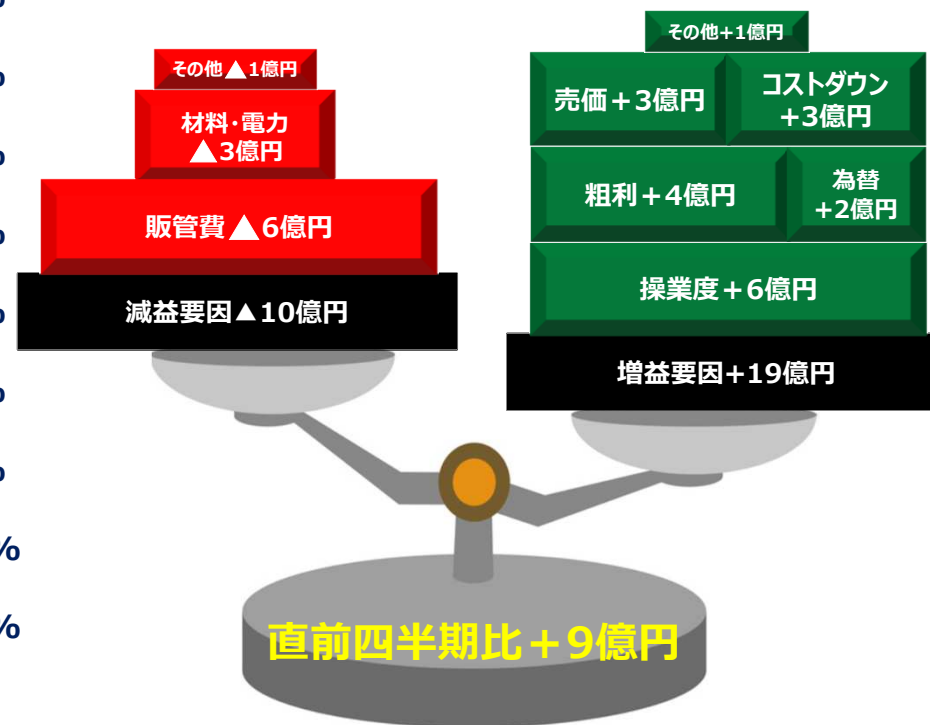 %
%
%
%
%
%
%
%
%
その他▲1億円
材料・電力
▲3億円
販管費▲6億円
減益要因▲10億円
その他+1億円
売価+3億円
コストダウン
+3億円
粗利+4億円
為替
+2億円
操業度+6億円
増益要因+19億円
直前四半期比+9億円